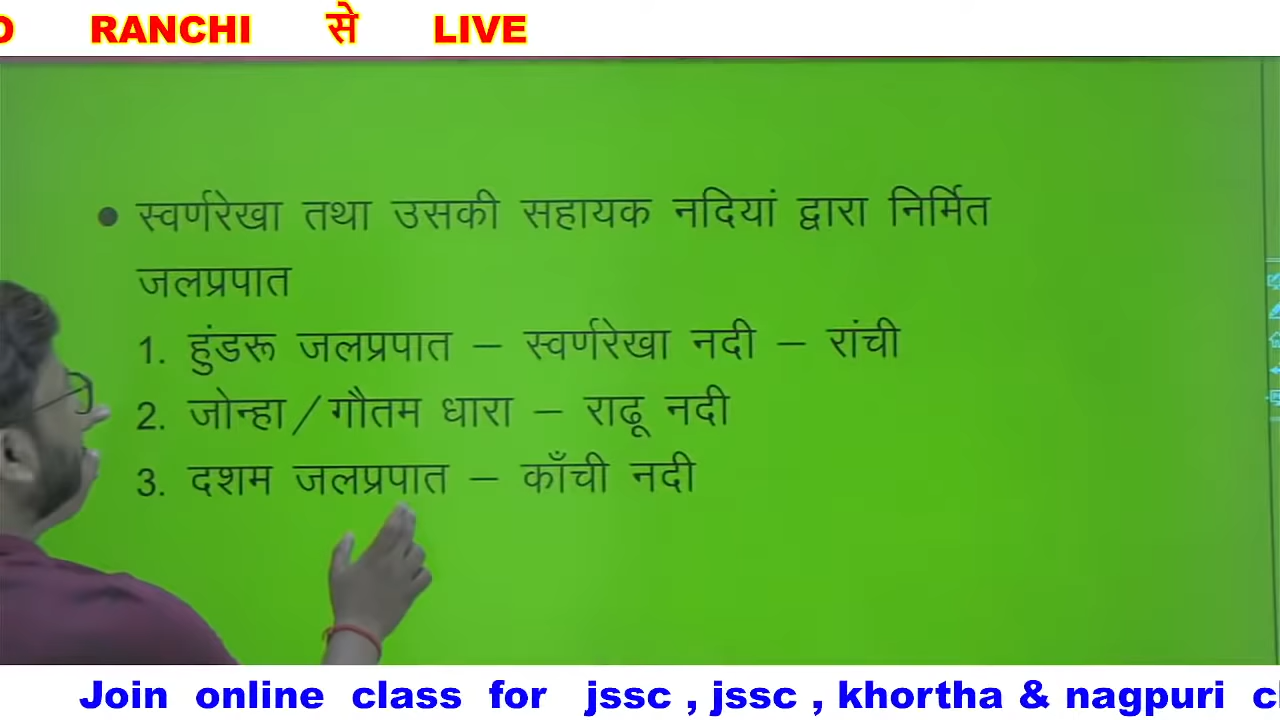 RANCHI से LIVE
● स्वर्णरेखा तथा उसकी सहायक नदियां द्वारा निर्मित
जलप्रपात
1. हुंडरू जलप्रपात – स्वर्णरेखा नदी – रांची
2. जोन्हा/गौतम धारा – राढू नदी
3. दशम जलप्रपात – काँची नदी
Join online class for jssc , jssc , khortha & nagpuri